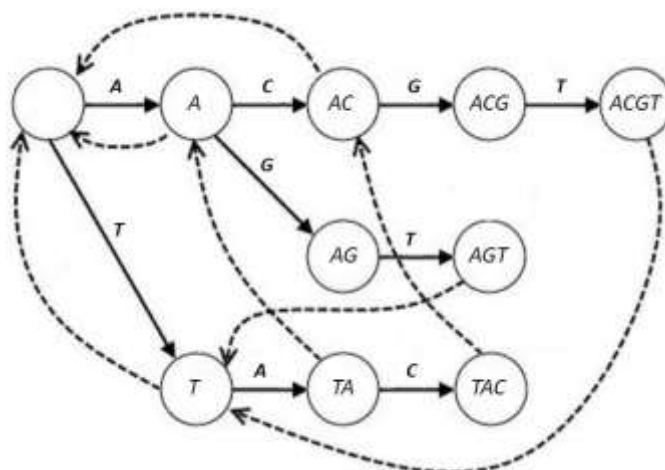 A C G T
A AC ACG ACGT
G
T
T
AG AGT
A C
T TA TAC